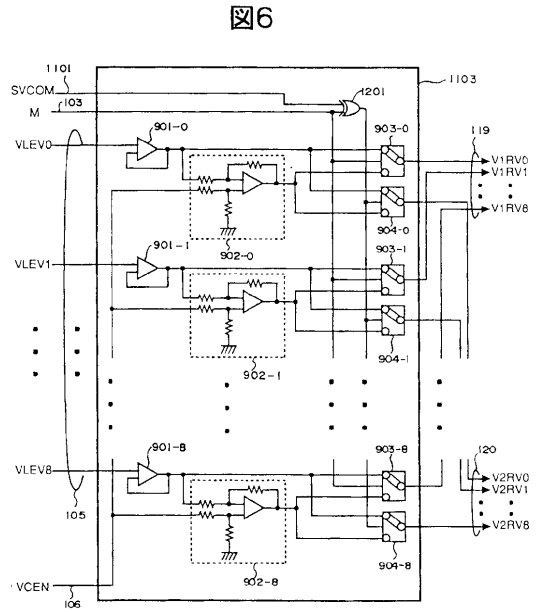 図6
1101
SVCOM
103
M
1201
1103
901-0
903-0
119
VLEV0
V1RV0
V1RV1
V1RV8
904-0
902-0
901-1
903-1
VLEV1
904-1
902-1
901-8
903-8
120
VLEV8
V2RV0
V2RV1
V2RV8
105
904-8
902-8
VCEN
106